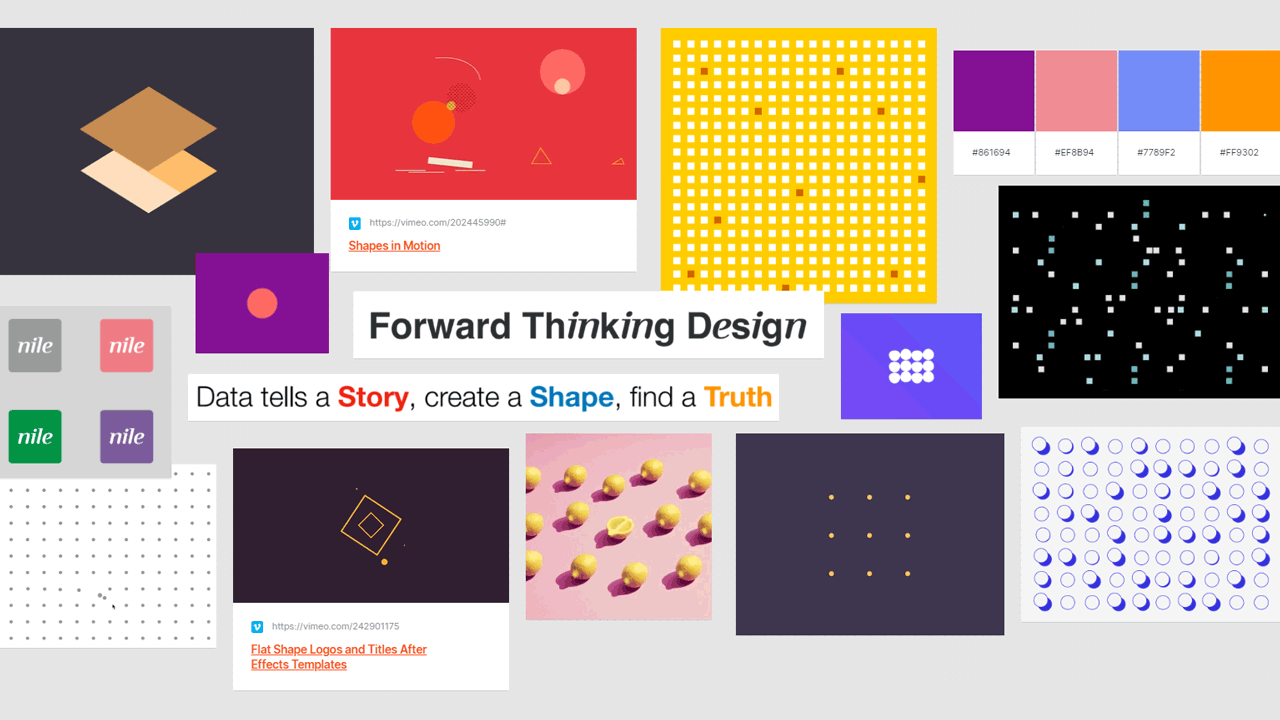 #861694
#EF8B94
#7789F2
#FF9302
https://vimeo.com/202445990#
Shapes in Motion
Forward Thinking Design
nile
nile
nile
nile
Data tells a Story, create a Shape, find a Truth
https://vimeo.com/242901175
Flat Shape Logos and Titles After
Effects Templates